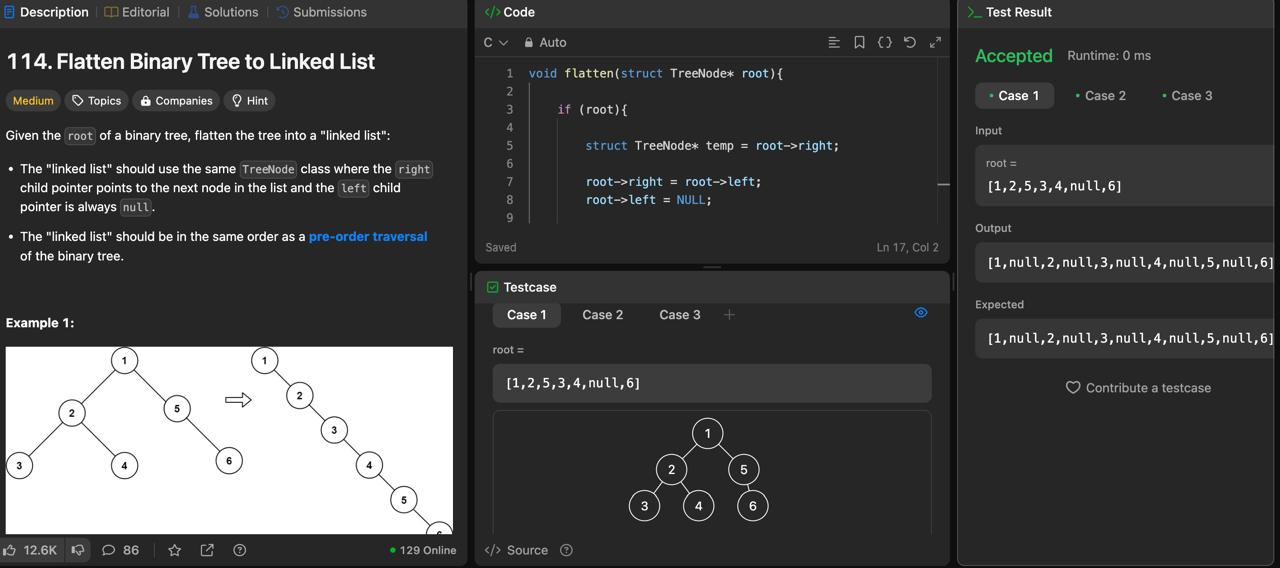 Description
Editorial
Solutions
Submissions
114. Flatten Binary Tree to Linked List
Medium
Topics
Companies
Hint
Given the root of a binary tree, flatten the tree into a "linked list":
• The "linked list" should use the same TreeNode class where the right
child pointer points to the next node in the list and the left child
pointer is always null.
• The "linked list" should be in the same order as a pre-order traversal
of the binary tree.
Example 1:
1
2
5
3
4
6
1
2
3
4
5
12.6K
86
129 Online
</> Code
C
Auto
1 void flatten(struct TreeNode* root){
2
3 if (root){
4
5 struct TreeNode* temp = root->right;
6
7 root->right = root->left;
8 root->left = NULL;
9
Saved
Ln 17, Col 2
Testcase
Case 1
Case 2
Case 3
+
root =
[1,2,5,3,4,null,6]
1
2
5
3
4
6
</> Source
Test Result
Accepted
Runtime: 0 ms
• Case 1
• Case 2
• Case 3
Input
root =
[1,2,5,3,4,null,6]
Output
[1,null,2,null,3,null,4,null,5,null,6]
Expected
[1,null,2,null,3,null,4,null,5,null,6]
Contribute a testcase